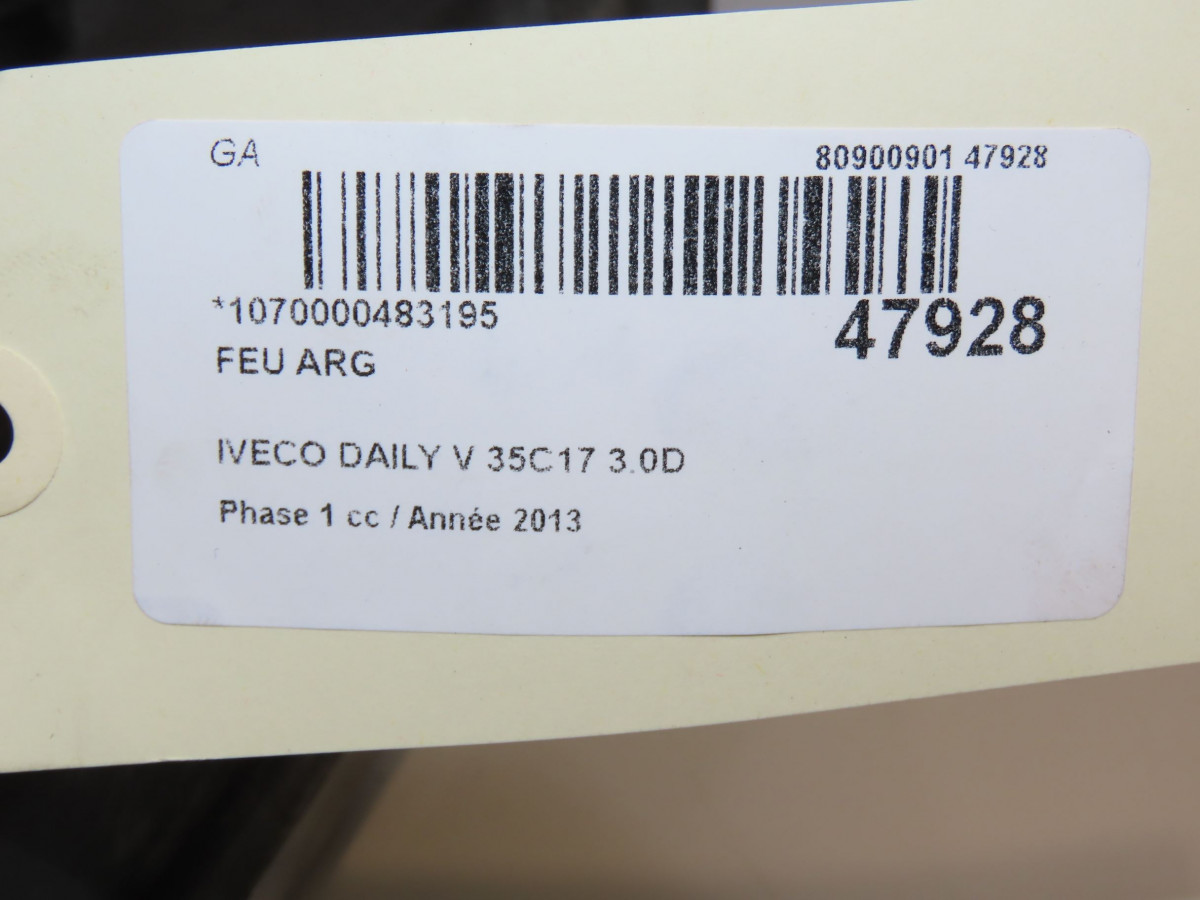 GA
80900901 47928
*1070000483195
47928
FEU ARG
IVECO DAILY V 35C17 3.0D
Phase 1 cc / Année 2013